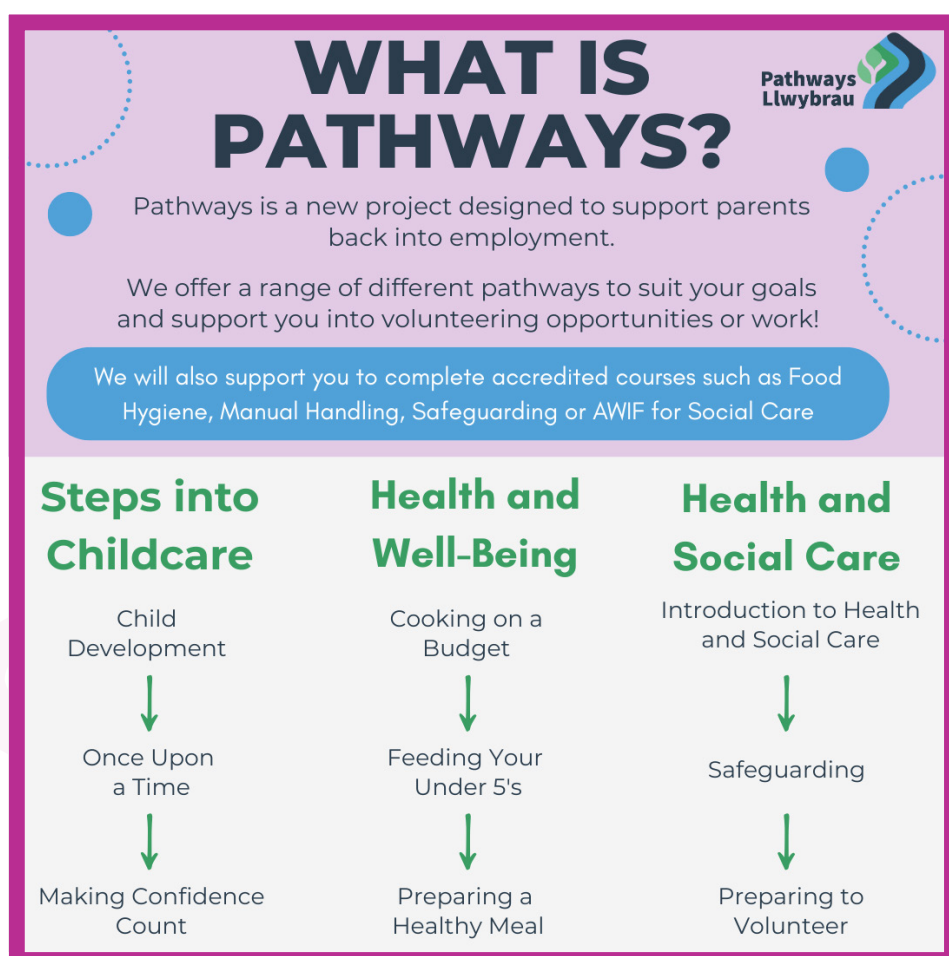 WHAT IS
PATHWAYS?
Pathways
Llwybrau
Pathways is a new project designed to support parents
back into employment.
We offer a range of different pathways to suit your goals
and support you into volunteering opportunities or work!
We will also support you to complete accredited courses such as Food
Hygiene, Manual Handling, Safeguarding or AWIF for Social Care
Steps into
Childcare
Child
Development
Once Upon
a Time
Making Confidence
Count
Health and
Well-Being
Cooking on a
Budget
Feeding Your
Under 5's
Preparing a
Healthy Meal
Health and
Social Care
Introduction to Health
and Social Care
Safeguarding
Preparing to
Volunteer